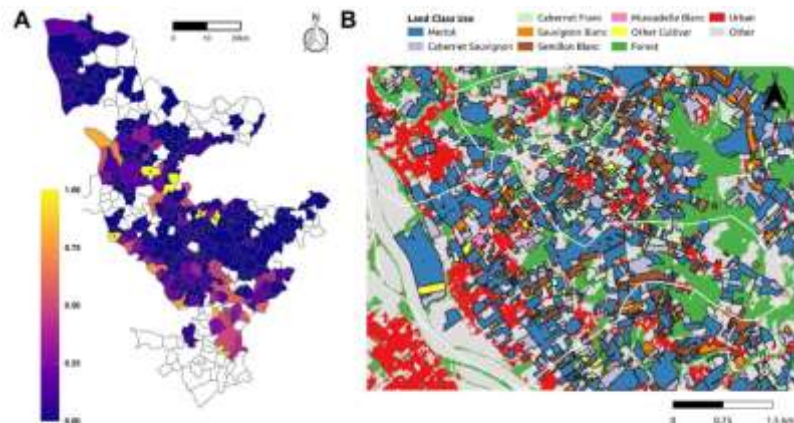 A
N
0
50
1.00
0.75
0.50
0.25
0.00
B
Land Class Use
Merlot
Cabernet Sauvignon
Cabernet Franc
Sauvignon Blanc
Semillon Blanc
Muscadelle Blanc
Other Cultivar
Forest
Urban
Other
0
0.75
1.5 km